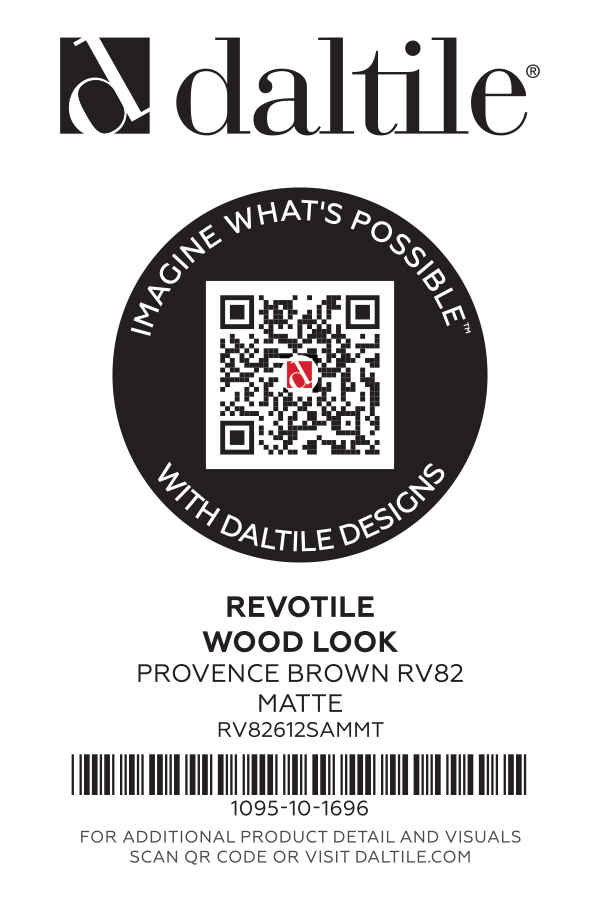 daltile®
IMAGINE WHAT'S POSSIBLE™
WITH DALTILE DESIGNS
REVOTILE
WOOD LOOK
PROVENCE BROWN RV82
MATTE
RV82612SAMMT
1095-10-1696
FOR ADDITIONAL PRODUCT DETAIL AND VISUALS
SCAN QR CODE OR VISIT DALTILE.COM